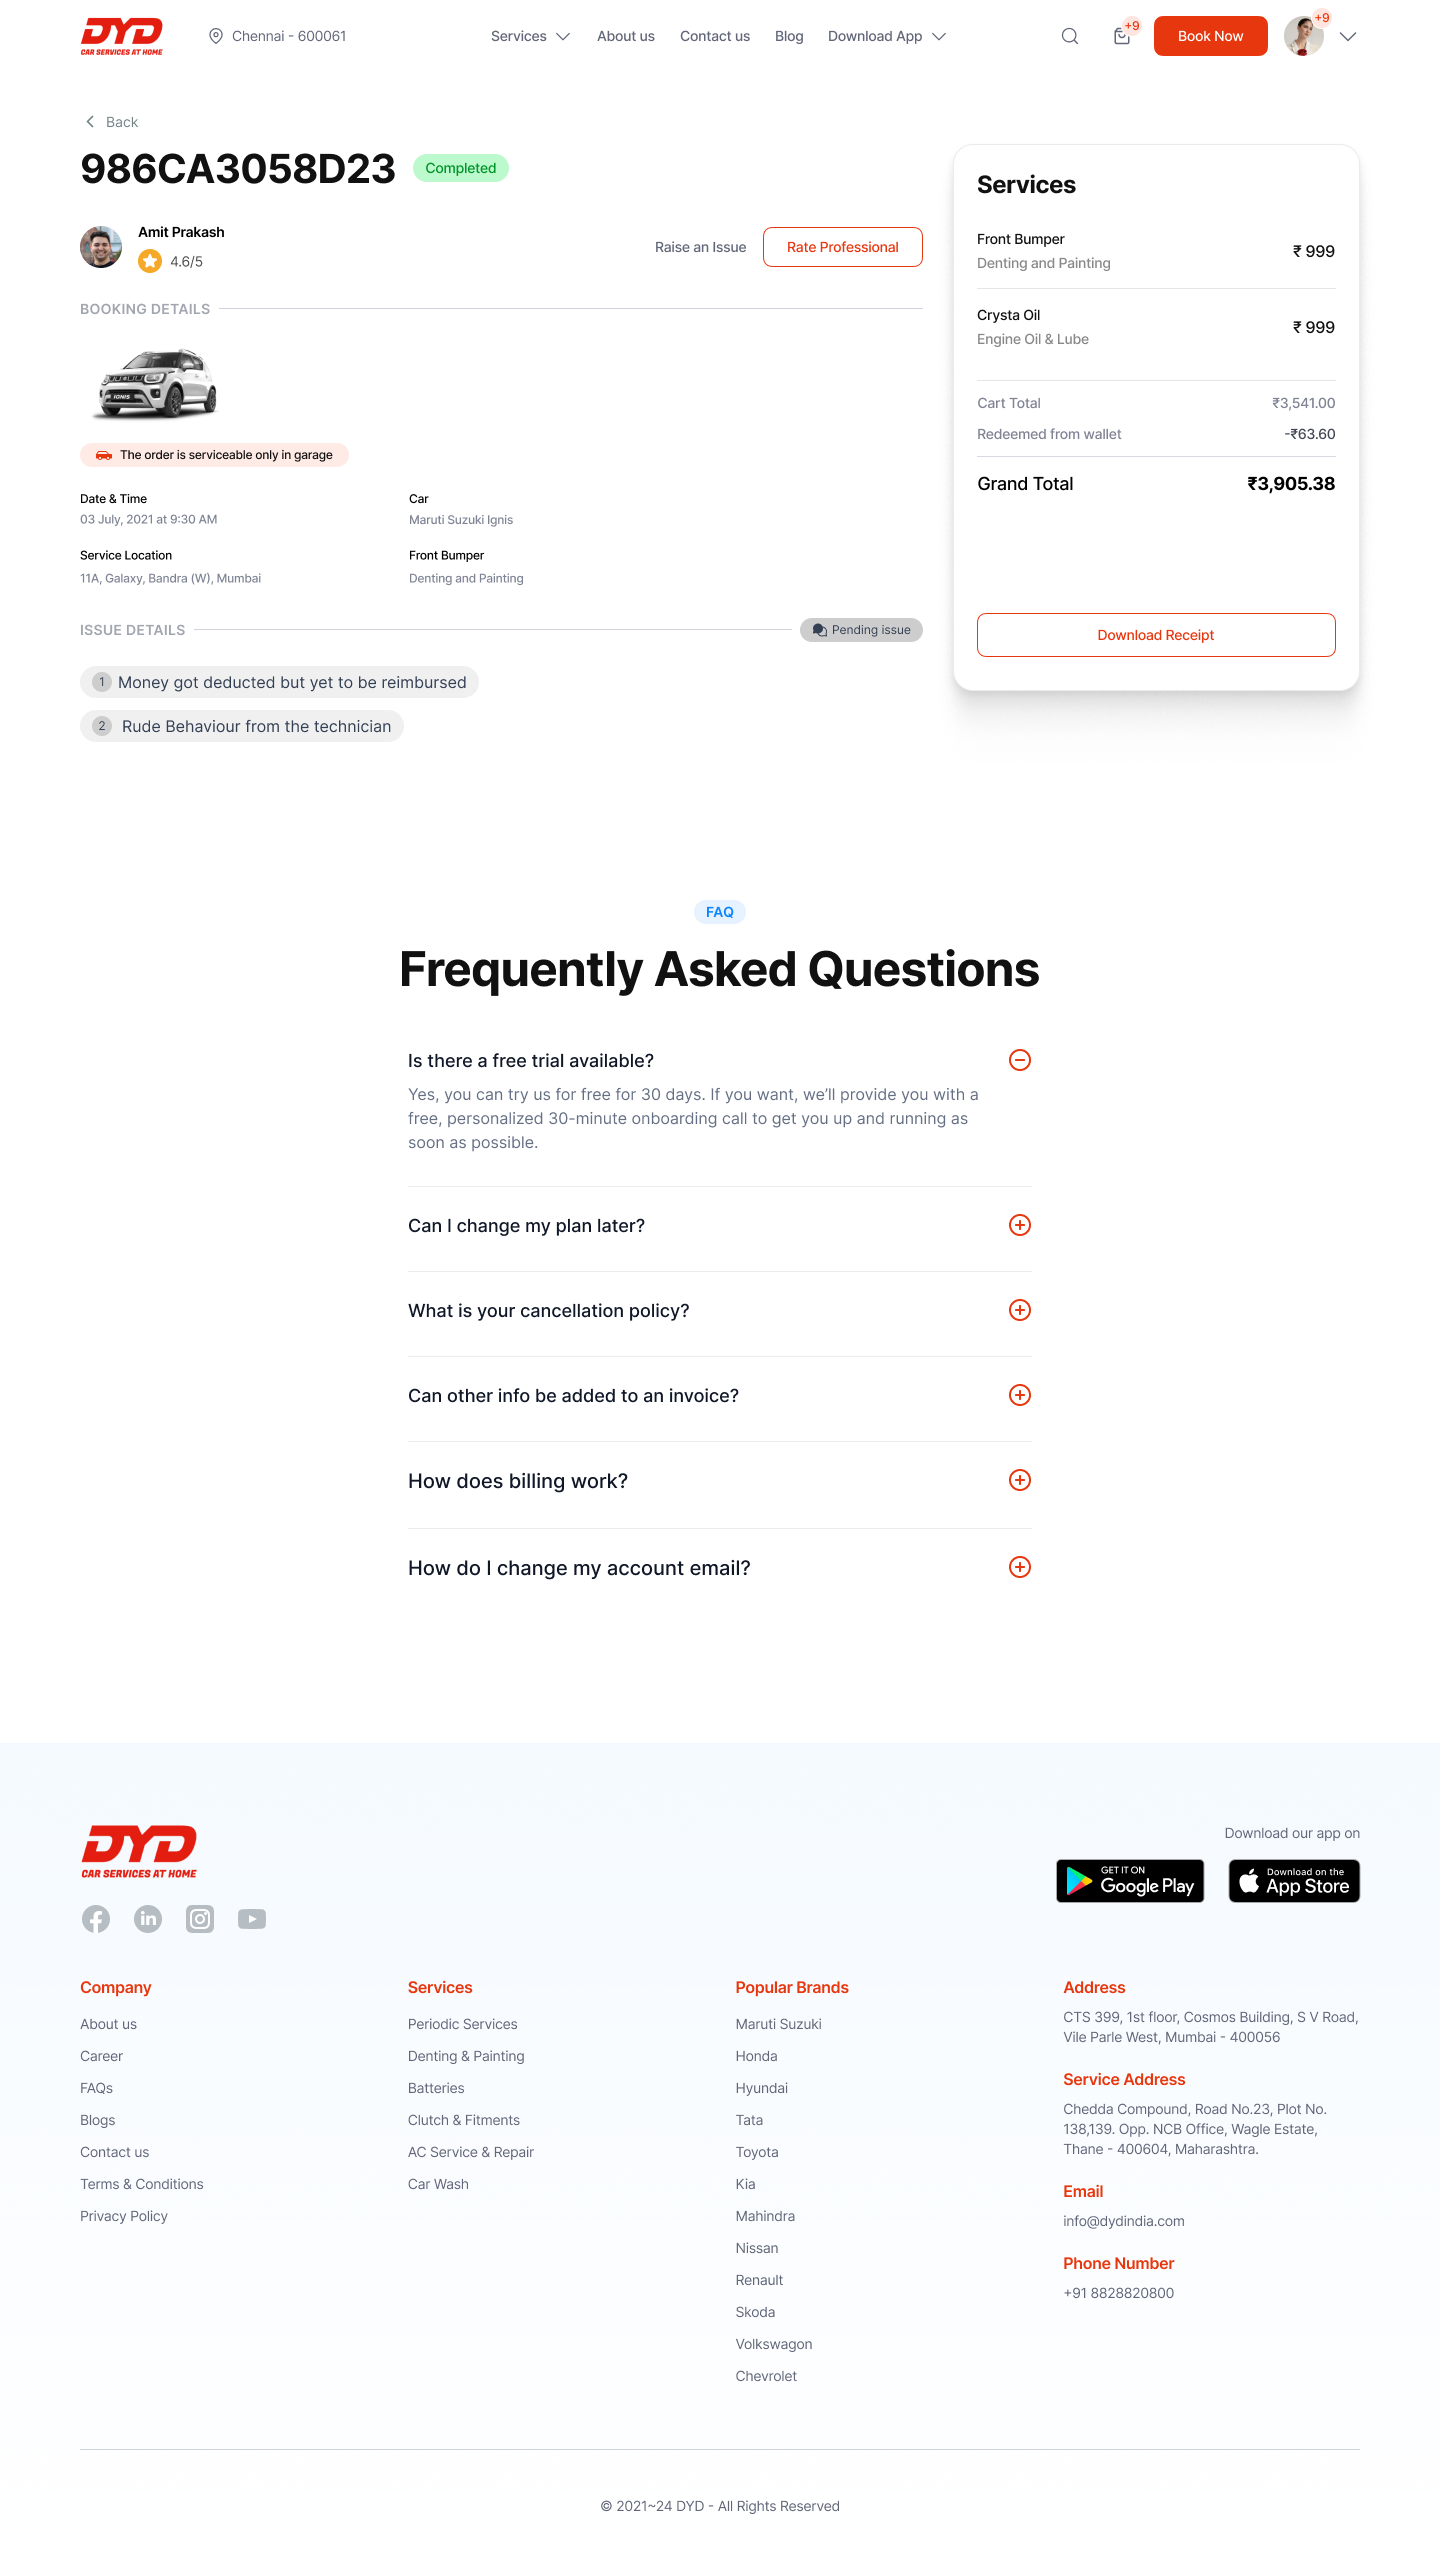 DYD
CAR SERVICES AT HOME
Chennai - 600061
Services
About us
Contact us
Blog
Download App
+9
Book Now
+9
Back
986CA3058D23
Completed
Amit Prakash
4.6/5
Raise an Issue
Rate Professional
BOOKING DETAILS
IGNIS
The order is serviceable only in garage
Date & Time
03 July, 2021 at 9:30 AM
Car
Maruti Suzuki Ignis
Service Location
11A, Galaxy, Bandra (W), Mumbai
Front Bumper
Denting and Painting
ISSUE DETAILS
Pending issue
1 Money got deducted but yet to be reimbursed
2 Rude Behaviour from the technician
Services
Front Bumper
Denting and Painting
₹ 999
Crysta Oil
Engine Oil & Lube
₹ 999
Cart Total ₹3,541.00
Redeemed from wallet -₹63.60
Grand Total ₹3,905.38
Download Receipt
FAQ
Frequently Asked Questions
Is there a free trial available?
Yes, you can try us for free for 30 days. If you want, we’ll provide you with a
free, personalized 30-minute onboarding call to get you up and running as
soon as possible.
Can I change my plan later?
What is your cancellation policy?
Can other info be added to an invoice?
How does billing work?
How do I change my account email?
DYD
CAR SERVICES AT HOME
Download our app on
GET IT ON
Google Play
Download on the
App Store
Company
About us
Career
FAQs
Blogs
Contact us
Terms & Conditions
Privacy Policy
Services
Periodic Services
Denting & Painting
Batteries
Clutch & Fitments
AC Service & Repair
Car Wash
Popular Brands
Maruti Suzuki
Honda
Hyundai
Tata
Toyota
Kia
Mahindra
Nissan
Renault
Skoda
Volkswagon
Chevrolet
Address
CTS 399, 1st floor, Cosmos Building, S V Road,
Vile Parle West, Mumbai - 400056
Service Address
Chedda Compound, Road No.23, Plot No.
138,139. Opp. NCB Office, Wagle Estate,
Thane - 400604, Maharashtra.
Email
info@dydindia.com
Phone Number
+91 8828820800
© 2021~24 DYD - All Rights Reserved